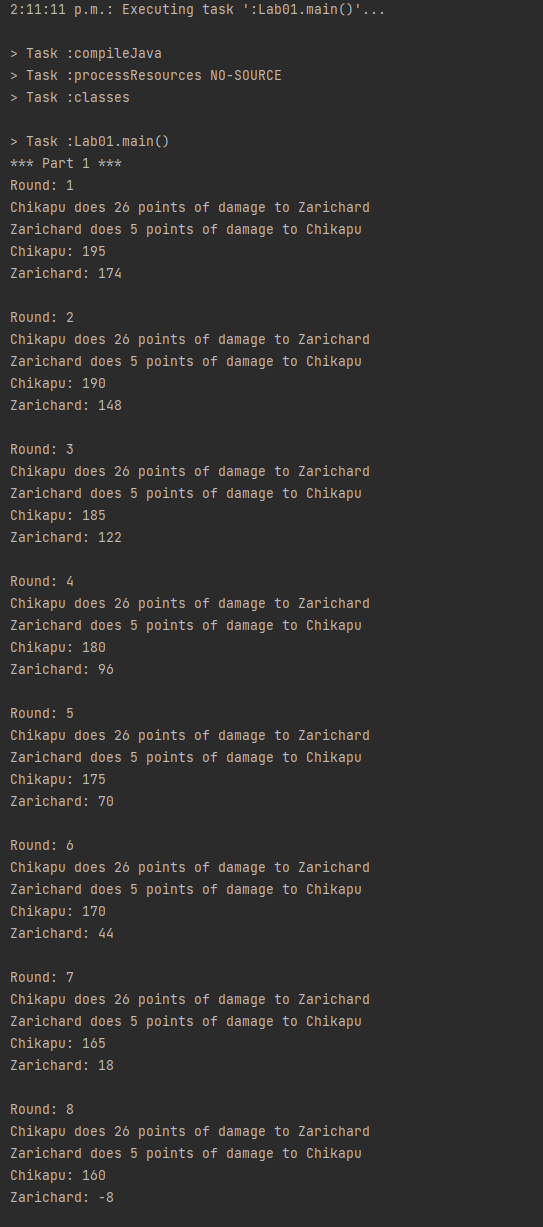 2:11:11 p.m.: Executing task ':Lab01.main()'...
> Task :compileJava
> Task :processResources NO-SOURCE
> Task :classes
> Task :Lab01.main()
*** Part 1 ***
Round: 1
Chikapu does 26 points of damage to Zarichard
Zarichard does 5 points of damage to Chikapu
Chikapu: 195
Zarichard: 174
Round: 2
Chikapu does 26 points of damage to Zarichard
Zarichard does 5 points of damage to Chikapu
Chikapu: 190
Zarichard: 148
Round: 3
Chikapu does 26 points of damage to Zarichard
Zarichard does 5 points of damage to Chikapu
Chikapu: 185
Zarichard: 122
Round: 4
Chikapu does 26 points of damage to Zarichard
Zarichard does 5 points of damage to Chikapu
Chikapu: 180
Zarichard: 96
Round: 5
Chikapu does 26 points of damage to Zarichard
Zarichard does 5 points of damage to Chikapu
Chikapu: 175
Zarichard: 70
Round: 6
Chikapu does 26 points of damage to Zarichard
Zarichard does 5 points of damage to Chikapu
Chikapu: 170
Zarichard: 44
Round: 7
Chikapu does 26 points of damage to Zarichard
Zarichard does 5 points of damage to Chikapu
Chikapu: 165
Zarichard: 18
Round: 8
Chikapu does 26 points of damage to Zarichard
Zarichard does 5 points of damage to Chikapu
Chikapu: 160
Zarichard: -8